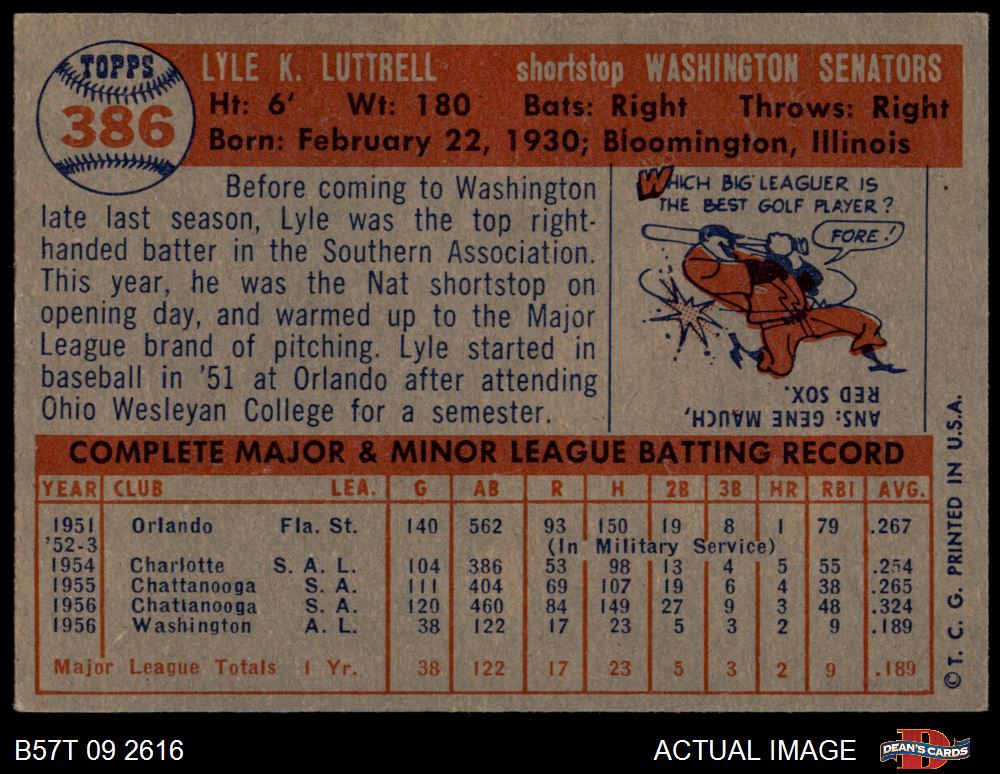 TOPPS
386
LYLE K. LUTTRELL shortstop WASHINGTON SENATORS
Ht: 6' Wt: 180 Bats: Right Throws: Right
Born: February 22, 1930; Bloomington, Illinois
Before coming to Washington
late last season, Lyle was the top right-
handed batter in the Southern Association.
This year, he was the Nat shortstop on
opening day, and warmed up to the Major
League brand of pitching. Lyle started in
baseball in '51 at Orlando after attending
Ohio Wesleyan College for a semester.
WHICH BIG LEAGUER IS
THE BEST GOLF PLAYER?
FORE!
ANS: GENE MAUCH,
RED SOX.
COMPLETE MAJOR & MINOR LEAGUE BATTING RECORD
YEAR CLUB LEA. G AB R H 2B 3B HR RBI AVG.
1951 Orlando Fla. St. 140 562 93 150 19 8 1 79 .267
'52-3 (In Military Service)
1954 Charlotte S. A. L. 104 386 53 98 13 4 5 55 .254
1955 Chattanooga S. A. 111 404 69 107 19 6 4 38 .265
1956 Chattanooga S. A. 120 460 84 149 27 9 3 48 .324
1956 Washington A. L. 38 122 17 23 5 3 2 9 .189
Major League Totals 1 Yr. 38 122 17 23 5 3 2 9 .189
© T. C. G. PRINTED IN U.S.A.
B57T 09 2616 ACTUAL IMAGE
DEAN'S CARDS